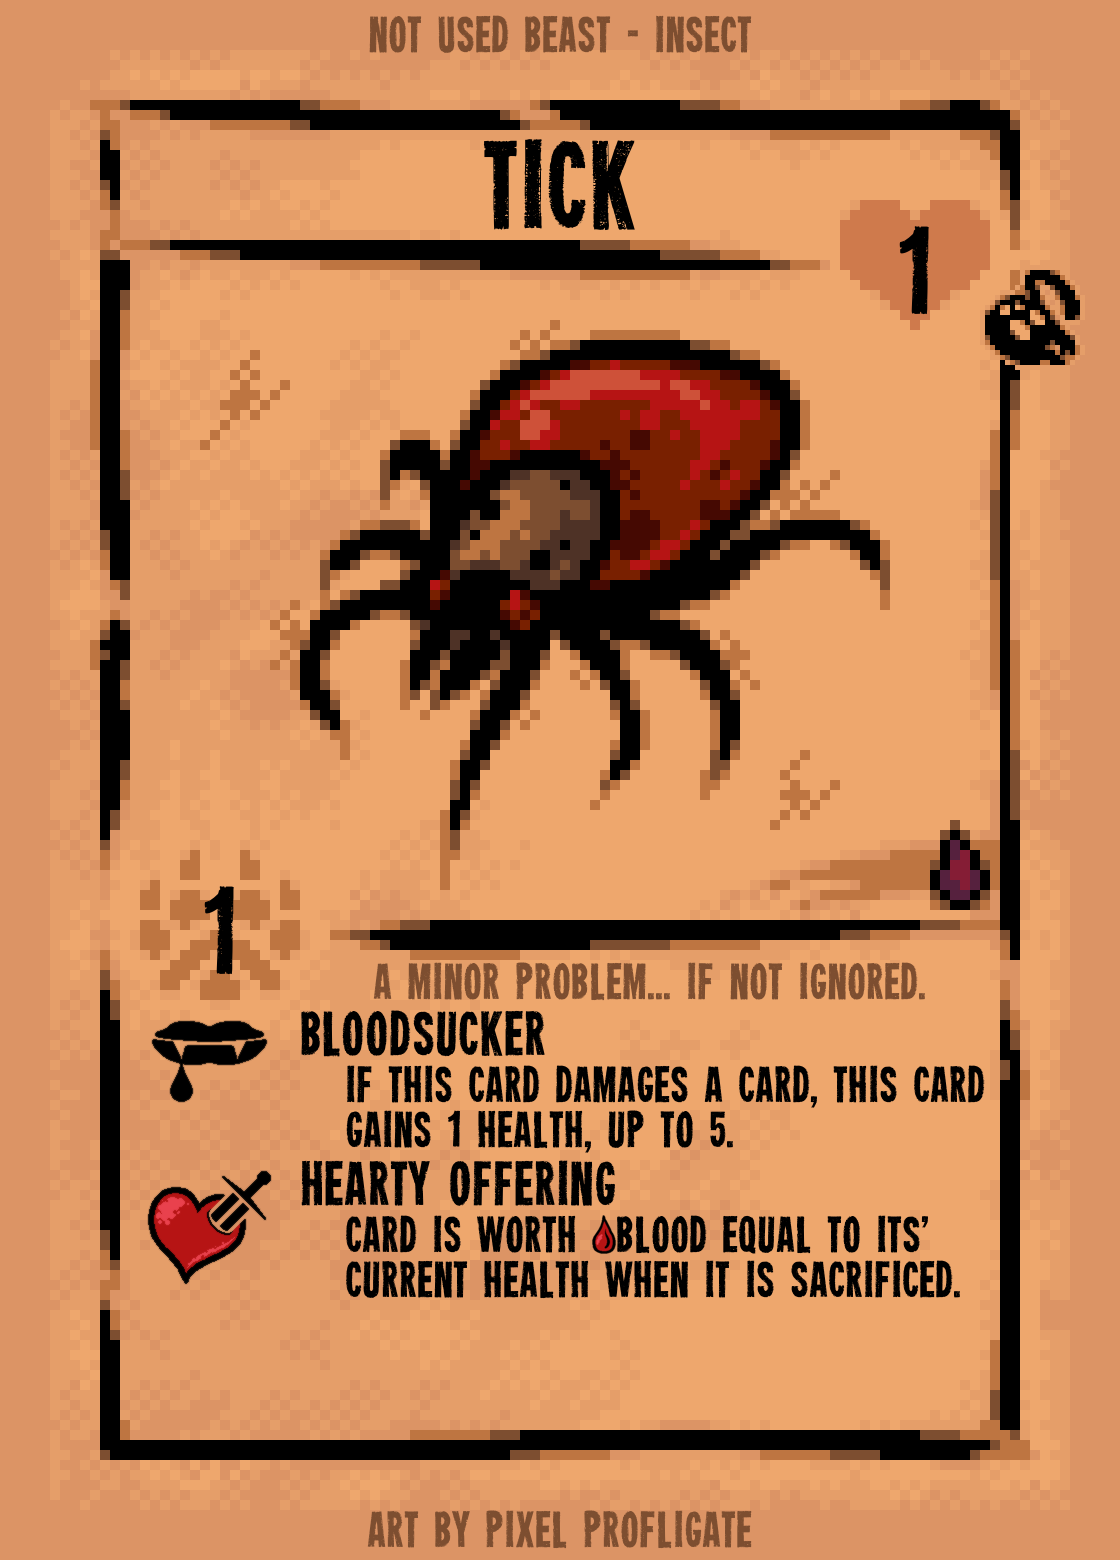 NOT USED BEAST - INSECT
TICK
1
1
A MINOR PROBLEM... IF NOT IGNORED.
BLOODSUCKER
IF THIS CARD DAMAGES A CARD, THIS CARD
GAINS 1 HEALTH, UP TO 5.
HEARTY OFFERING
CARD IS WORTH BLOOD EQUAL TO ITS'
CURRENT HEALTH WHEN IT IS SACRIFICED.
ART BY PIXEL PROFLIGATE